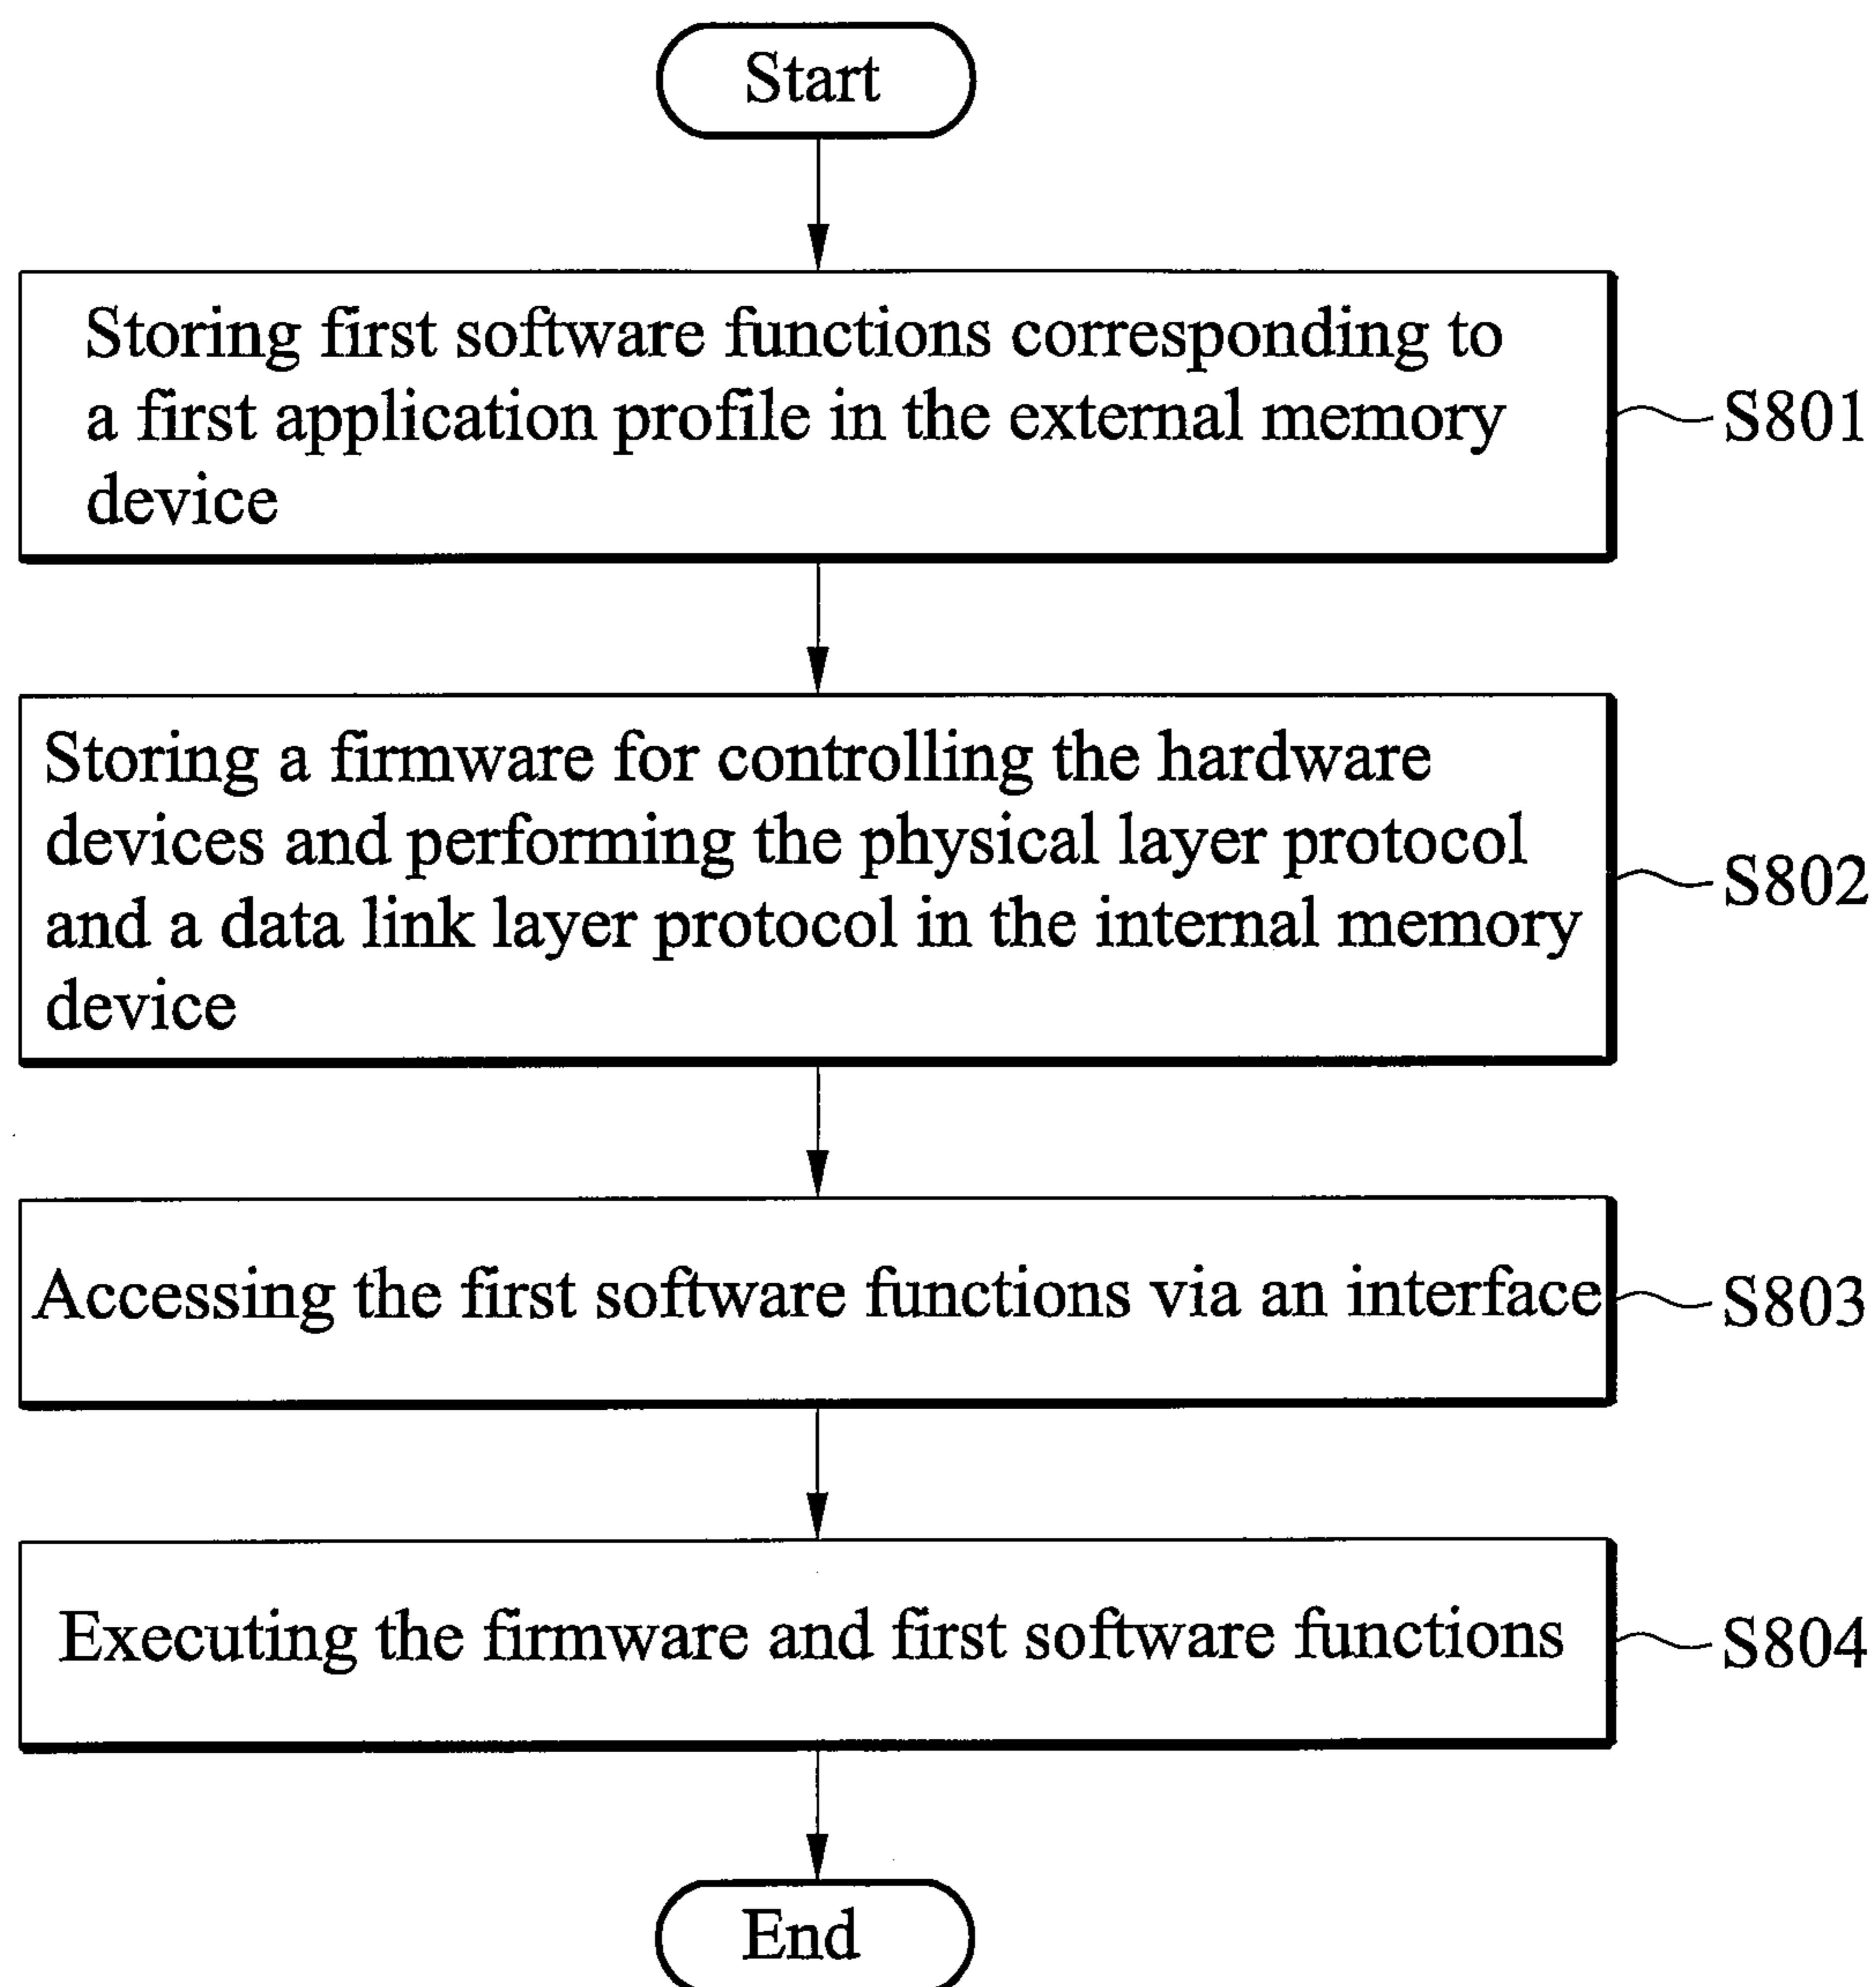 Start
Storing first software functions corresponding to
a first application profile in the external memory
device
S801
Storing a firmware for controlling the hardware
devices and performing the physical layer protocol
and a data link layer protocol in the internal memory
device
S802
Accessing the first software functions via an interface
S803
Executing the firmware and first software functions
S804
End